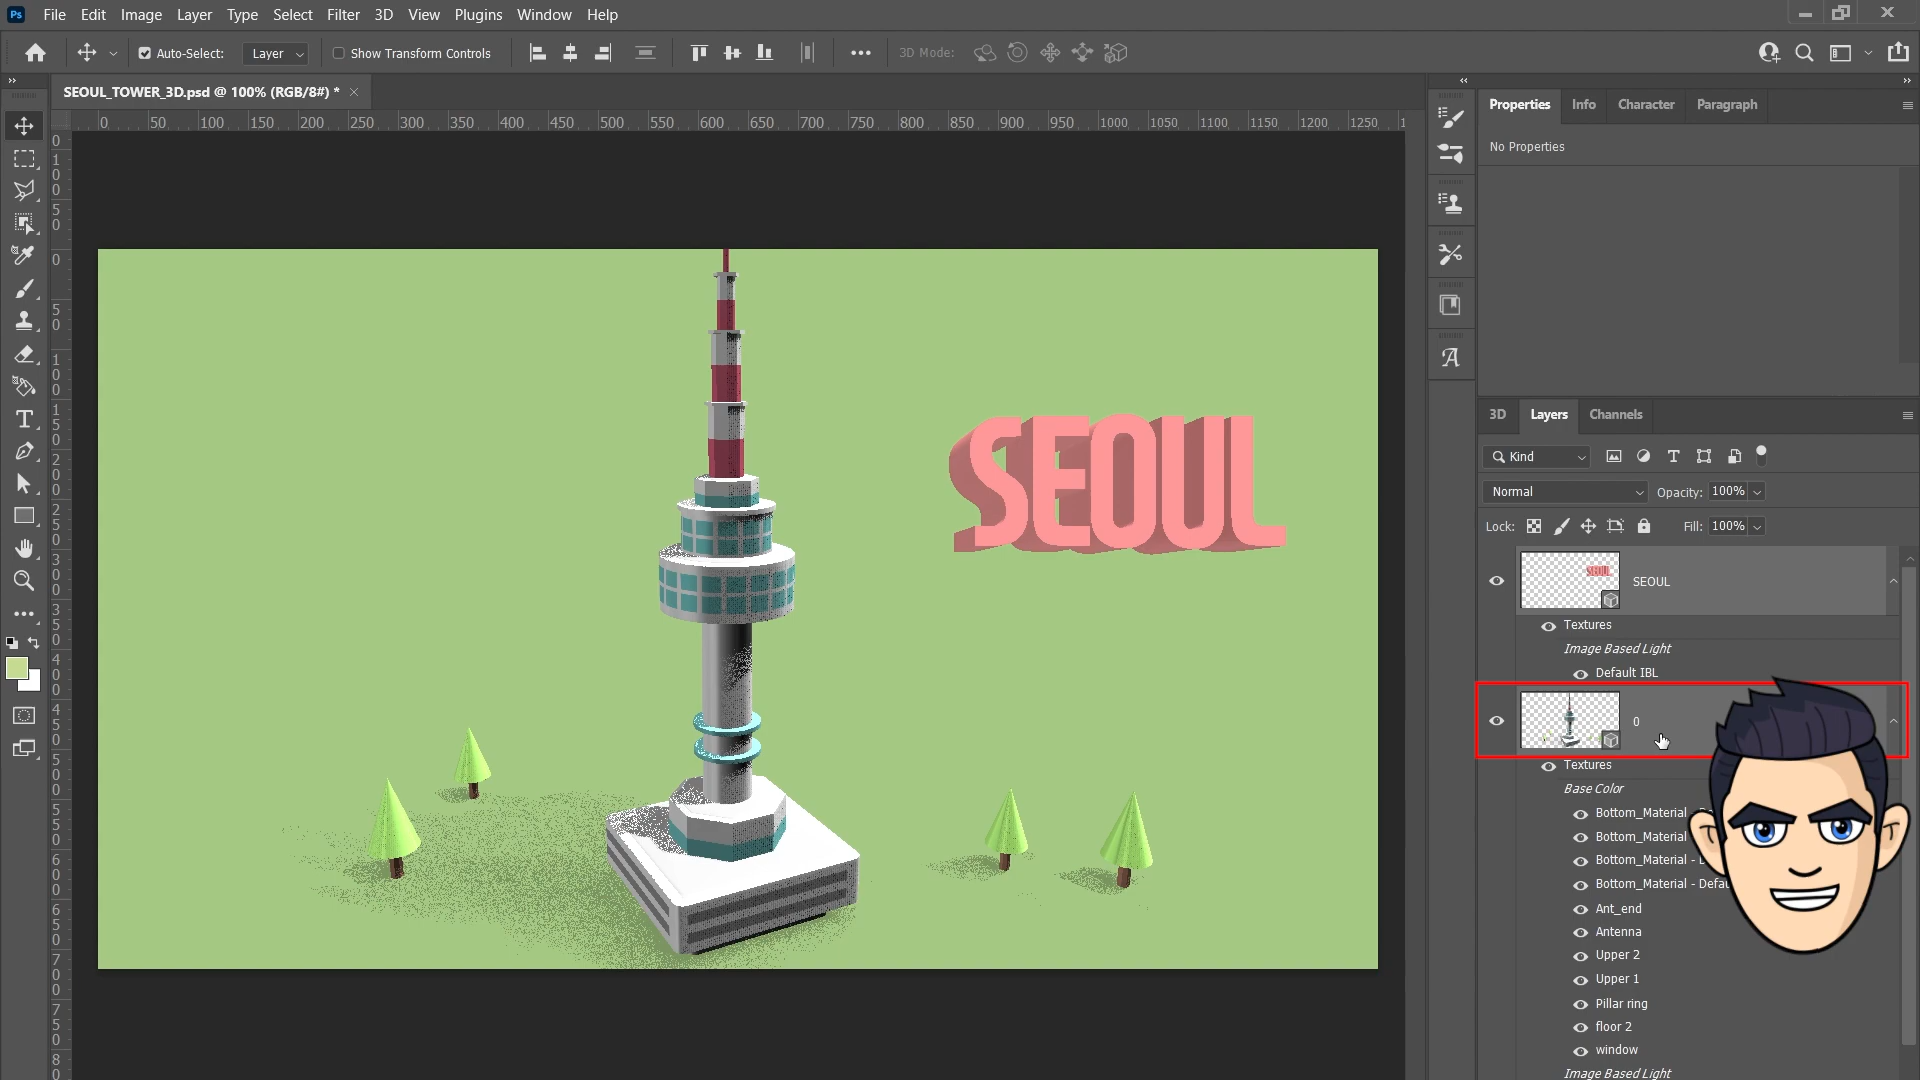 Ps File Edit Image Layer Type Select Filter 3D View Plugins Window Help
Auto-Select: Layer Show Transform Controls 3D Mode:
SEOUL_TOWER_3D.psd @ 100% (RGB/8#) *
0 50 100 150 200 250 300 350 400 450 500 550 600 650 700 750 800 850 900 950 1000 1050 1100 1150 1200 1250
Properties Info Character Paragraph
No Properties
SEOUL
3D Layers Channels
Kind
Normal Opacity: 100%
Lock: Fill: 100%
SEOUL
Textures
Image Based Light
Default IBL
0
Textures
Base Color
Bottom_Material -
Bottom_Material
Bottom_Material -
Bottom_Material - Defau
Ant_end
Antenna
Upper 2
Upper 1
Pillar ring
floor 2
window
Image Based Light